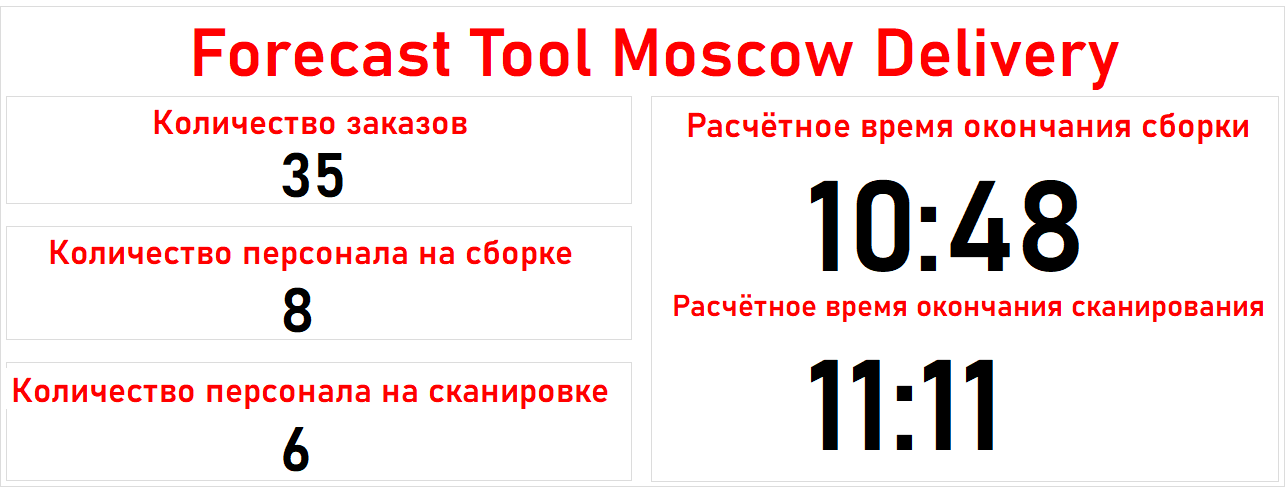 Forecast Tool Moscow Delivery
Количество заказов
35
Количество персонала на сборке
8
Количество персонала на сканировке
6
Расчётное время окончания сборки
10:48
Расчётное время окончания сканирования
11:11